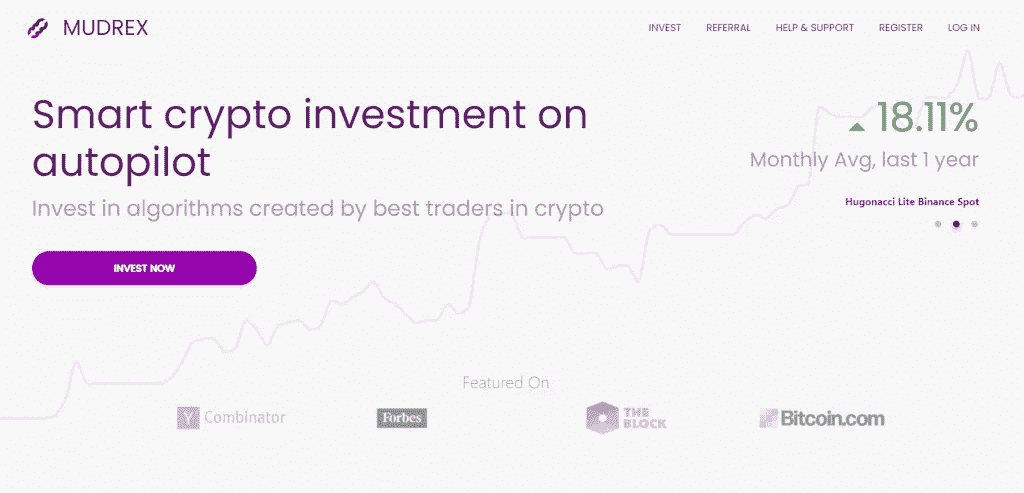 MUDREX
INVEST REFERRAL HELP & SUPPORT REGISTER LOG IN
Smart crypto investment on
autopilot
Invest in algorithms created by best traders in crypto
INVEST NOW
18.11%
Monthly Avg, last 1 year
Hugonacci Lite Binance Spot
Featured On
Y Combinator
Forbes
THE
BLOCK
Bitcoin.com